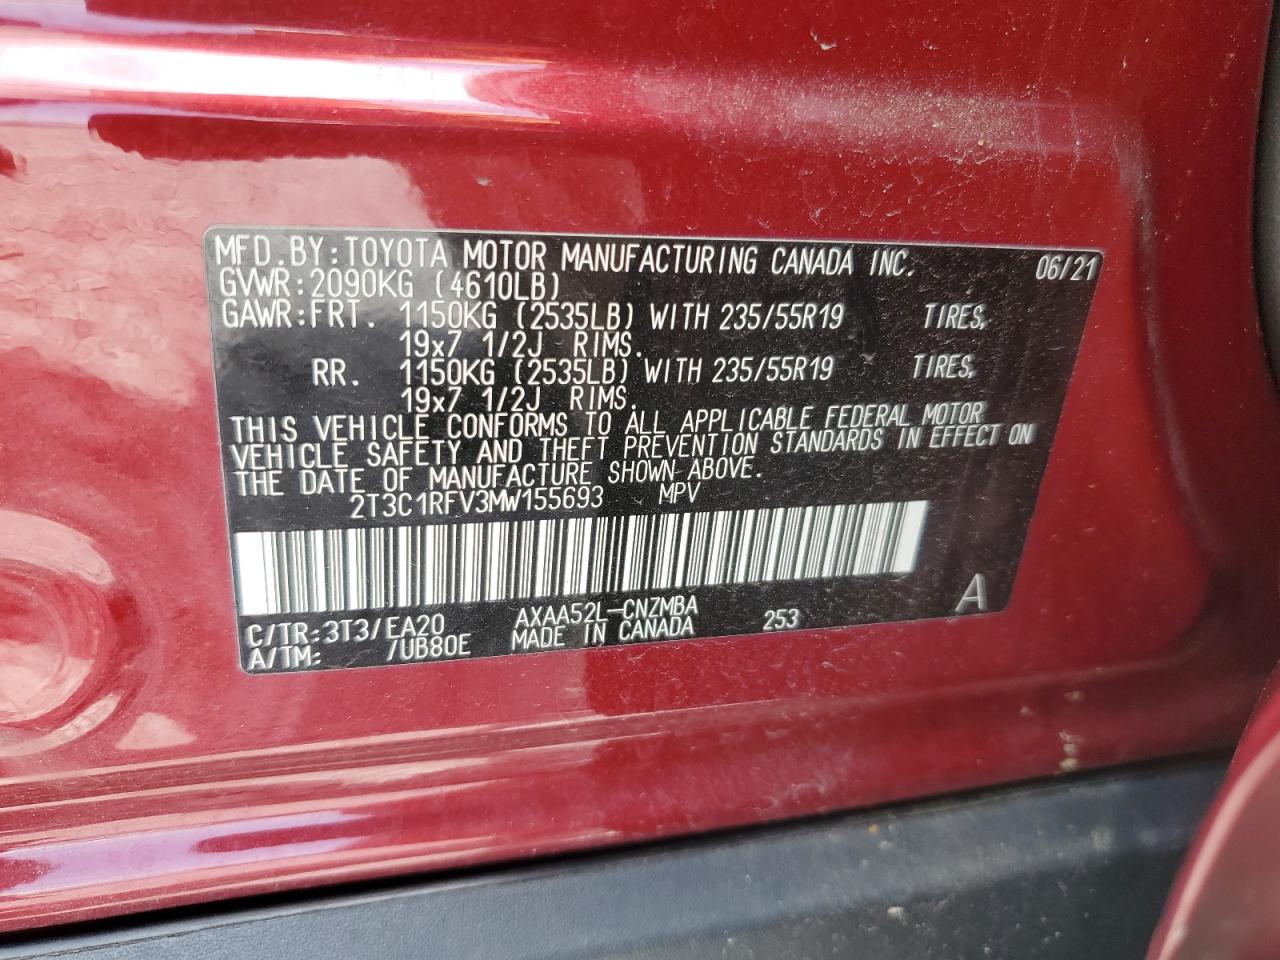 MFD.BY:TOYOTA MOTOR MANUFACTURING CANADA INC. 06/21
GVWR:2090KG (4610LB)
GAWR:FRT. 1150KG (2535LB) WITH 235/55R19 TIRES,
19x7 1/2J RIMS.
RR. 1150KG (2535LB) WITH 235/55R19 TIRES,
19x7 1/2J RIMS.
THIS VEHICLE CONFORMS TO ALL APPLICABLE FEDERAL MOTOR
VEHICLE SAFETY AND THEFT PREVENTION STANDARDS IN EFFECT ON
THE DATE OF MANUFACTURE SHOWN ABOVE.
2T3C1RFV3MW155693 MPV
C/TR:3T3/EA20 AXAA52L-CNZMBA 253 A
A/TM: /UB80E MADE IN CANADA